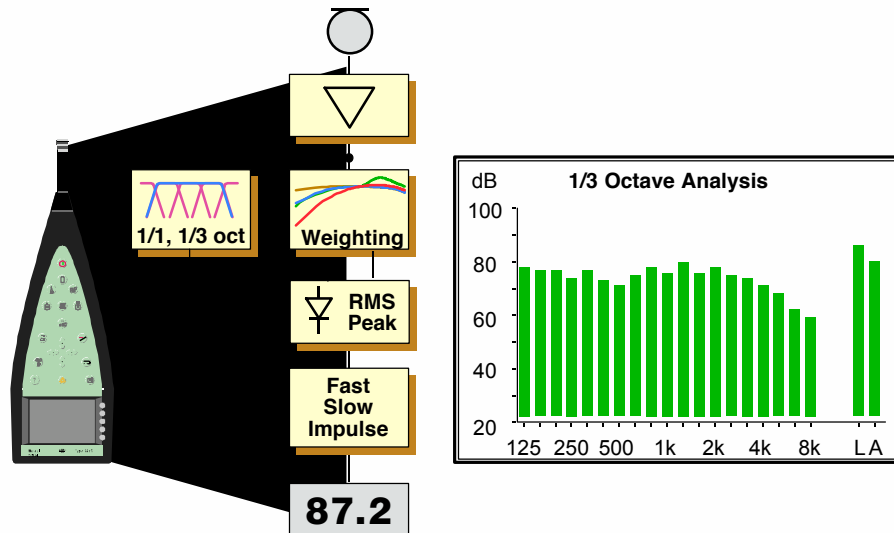 1/1, 1/3 oct
Weighting
RMS
Peak
Fast
Slow
Impulse
87.2
dB
1/3 Octave Analysis
100
80
60
40
20
125 250 500 1k 2k 4k 8k L A